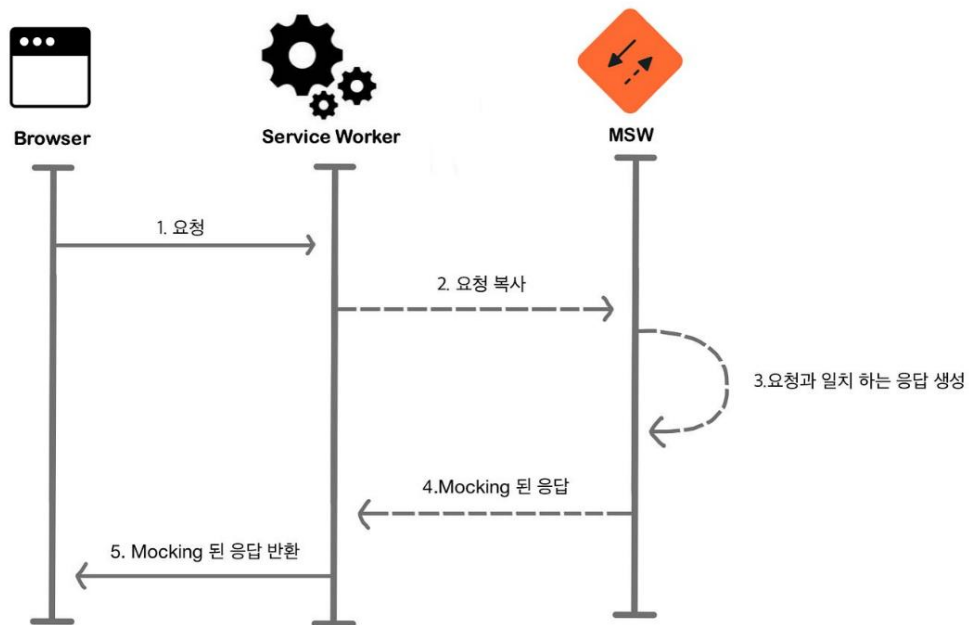 Browser
Service Worker
MSW
1. 요청
2. 요청 복사
3.요청과 일치 하는 응답 생성
4.Mocking 된 응답
5. Mocking 된 응답 반환